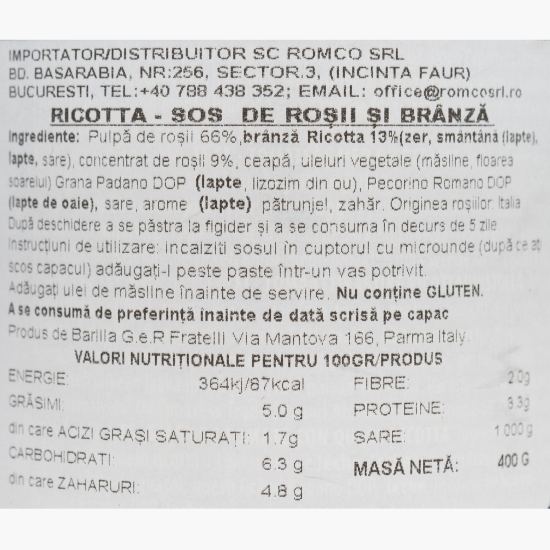 IMPORTATOR/DISTRIBUITOR SC ROMCO SRL
BD. BASARABIA, NR:256, SECTOR.3, (INCINTA FAUR)
BUCURESTI, TEL:+40 788 438 352; EMAIL: office@romcosrl.ro
RICOTTA - SOS DE ROȘII ȘI BRÂNZĂ
Ingrediente: Pulpă de roșii 66%,brânză Ricotta 13%(zer, smântână (lapte),
lapte, sare), concentrat de roșii 9%, ceapă, uleiuri vegetale (măsline, floarea
soarelui) Grana Padano DOP (lapte, lizozim din ou), Pecorino Romano DOP
(lapte de oaie), sare, arome (lapte) pătrunjel, zahăr. Originea roșiilor: Italia
După deschidere a se păstra la figider și a se consuma în decurs de 5 zile
Instrucțiuni de utilizare: incalziti sosul în cuptorul cu microunde (după ce ați
scos capacul) adăugați-l peste paste într-un vas potrivit.
Adăugați ulei de măsline înainte de servire. Nu conține GLUTEN.
A se consumă de preferință inainte de dată scrisă pe capac
Produs de Barilla G.e.R Fratelli Via Mantova 166, Parma Italy.
VALORI NUTRIȚIONALE PENTRU 100GR/PRODUS
ENERGIE: 364kj/87kcal
GRĂSIMI: 5.0 g
din care ACIZI GRAȘI SATURAȚI: 1.7g
CARBOHIDRATI: 6.3 g
din care ZAHARURI: 4.8 g
FIBRE: 2.0g
PROTEINE: 3.3g
SARE: 1.000 g
MASĂ NETĂ: 400 G